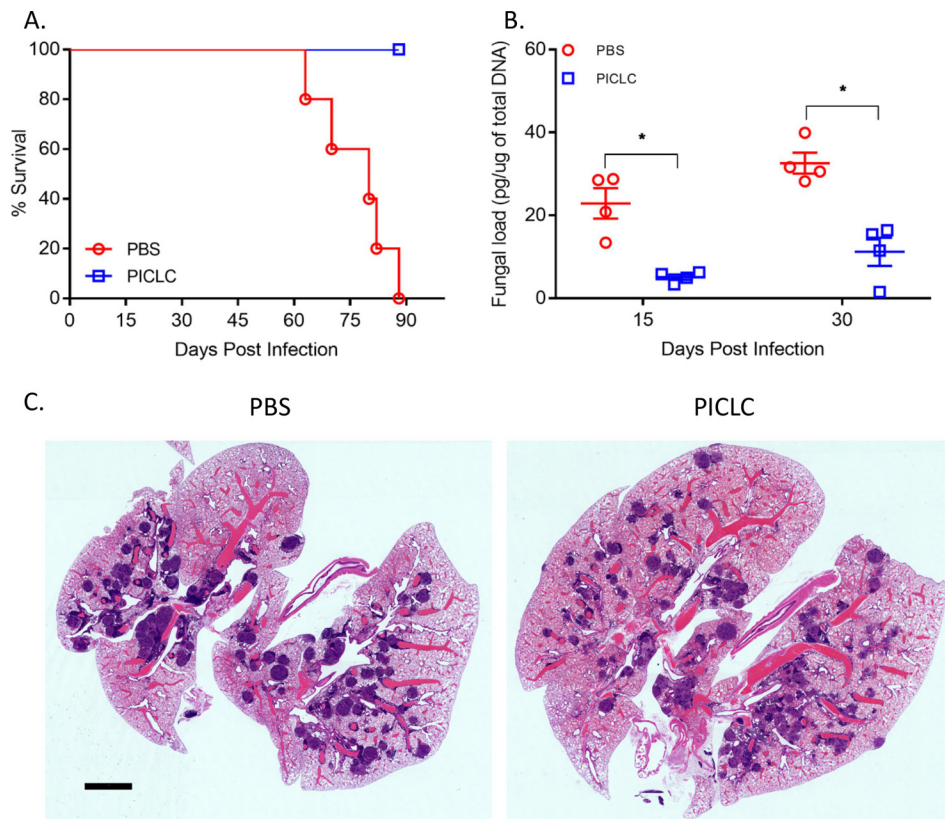 A.
100
80
60
40
20
0
% Survival
PBS
PICLC
0 15 30 45 60 75 90
Days Post Infection
B.
PBS
PICLC
60
40
20
0
Fungal load (pg/ug of total DNA)
*
*
15 30
Days Post Infection
C.
PBS PICLC